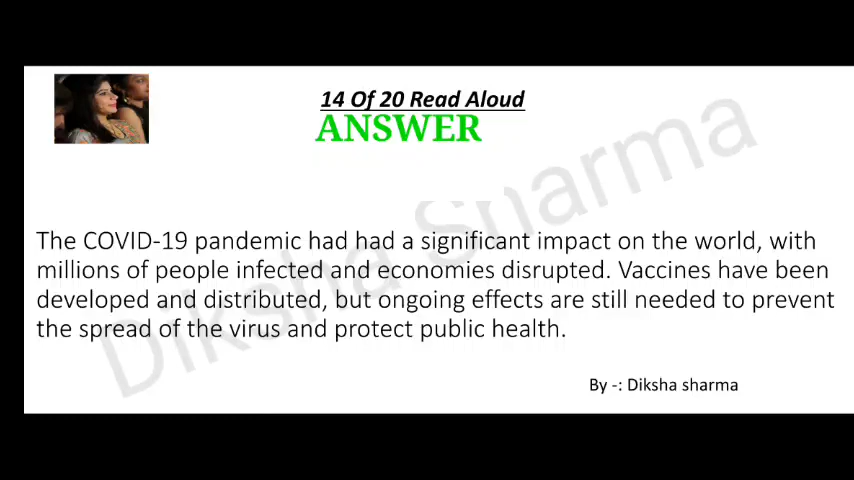 14 Of 20 Read Aloud
ANSWER
The COVID-19 pandemic had had a significant impact on the world, with
millions of people infected and economies disrupted. Vaccines have been
developed and distributed, but ongoing effects are still needed to prevent
the spread of the virus and protect public health.
By -: Diksha sharma
Diksha Sharma